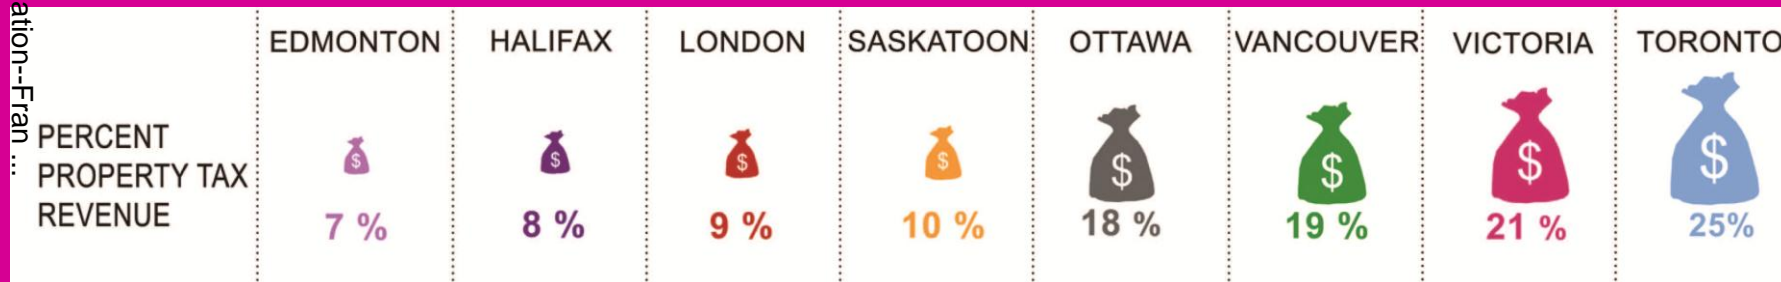 ation--Fran ...
EDMONTON HALIFAX LONDON SASKATOON OTTAWA VANCOUVER VICTORIA TORONTO
PERCENT
PROPERTY TAX
REVENUE
$ $ $ $ $ $ $ $
7 % 8 % 9 % 10 % 18 % 19 % 21 % 25%